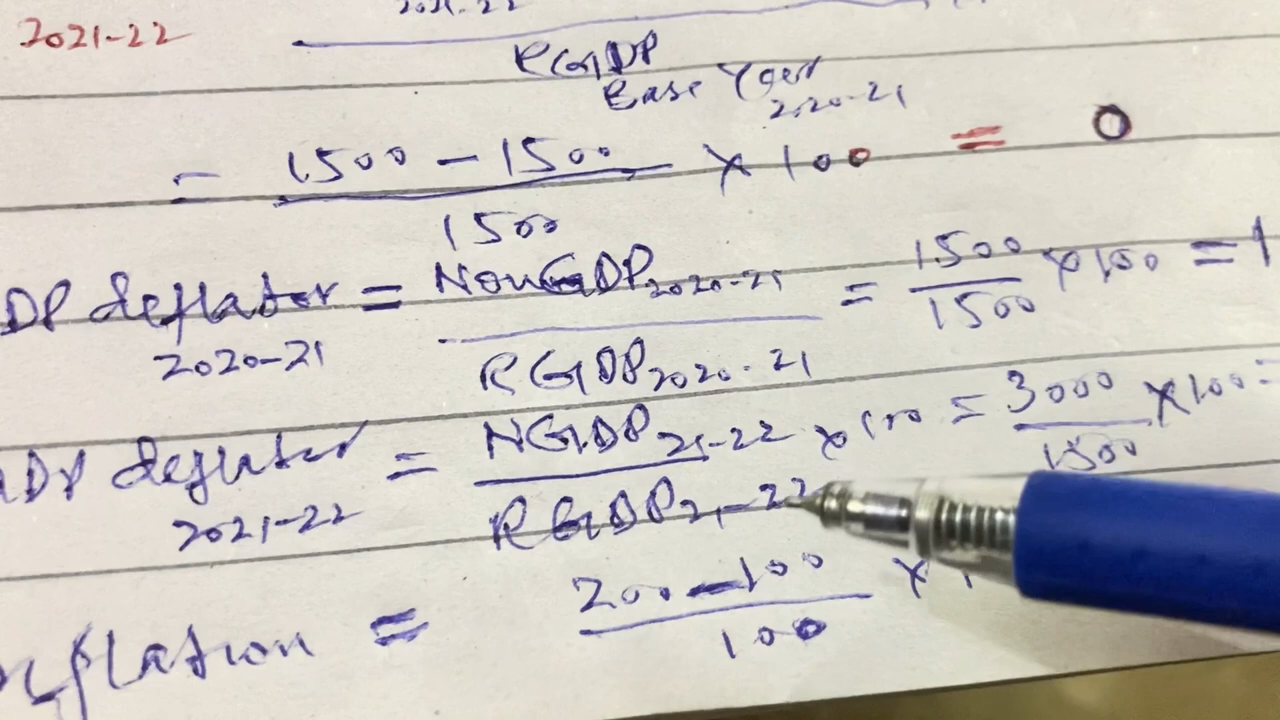 2021-22
RGDP
Base Year 2020-21
= 1500 - 1500 × 100 = 0
1500
DP deflator 2020-21 = NomGDP2020-21 = 1500 × 100 = 1
RGDP2020-21 1500
DP deflator 2021-22 = NGDP21-22 × 100 = 3000 × 100 =
RGDP21-22 1500
nflation = 200 - 100 ×
100